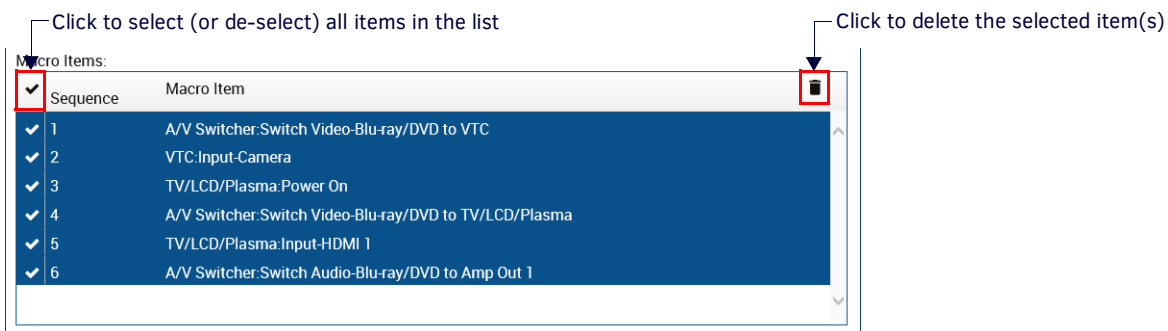 Click to select (or de-select) all items in the list
Click to delete the selected item(s)
Macro Items:
Sequence Macro Item
1 A/V Switcher:Switch Video-Blu-ray/DVD to VTC
2 VTC:Input-Camera
3 TV/LCD/Plasma:Power On
4 A/V Switcher:Switch Video-Blu-ray/DVD to TV/LCD/Plasma
5 TV/LCD/Plasma:Input-HDMI 1
6 A/V Switcher:Switch Audio-Blu-ray/DVD to Amp Out 1